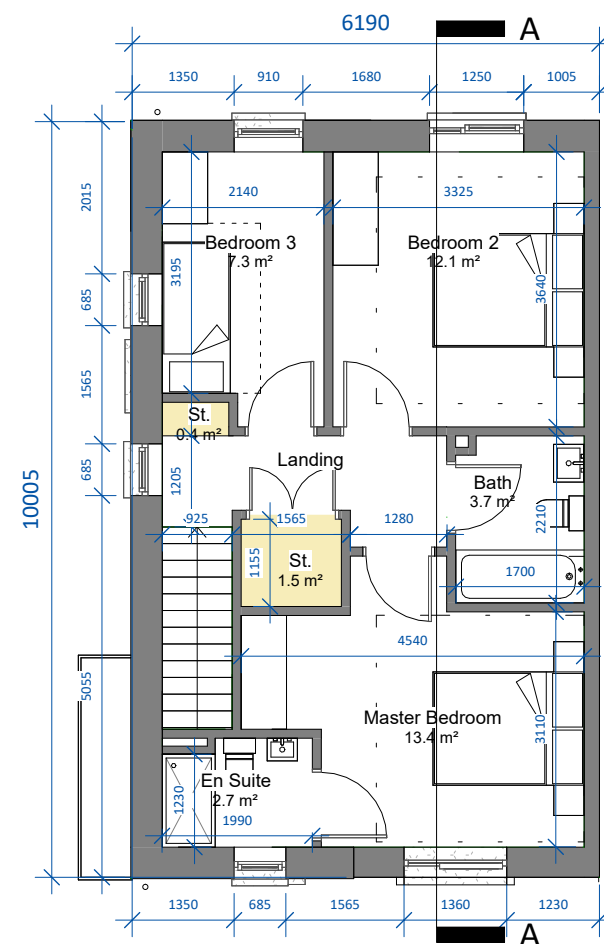 6190
A
1350
910
1680
1250
1005
2015
685
1565
685
5055
10005
2140
3325
Bedroom 3
7.3 m²
Bedroom 2
12.1 m²
3195
3640
St.
0.4 m²
Landing
1205
Bath
3.7 m²
2210
925
1565
1280
1155
St.
1.5 m²
1700
4540
Master Bedroom
13.4 m²
3110
En Suite
2.7 m²
1230
1990
1350
685
1565
1360
1230
A